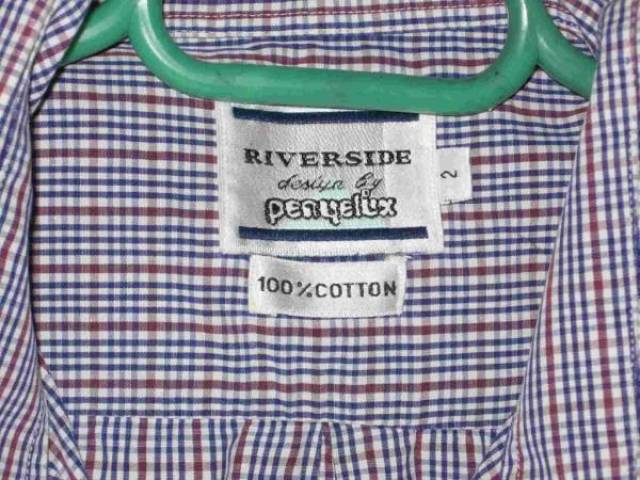 RIVERSIDE
design by
penyelux
2
100%COTTON